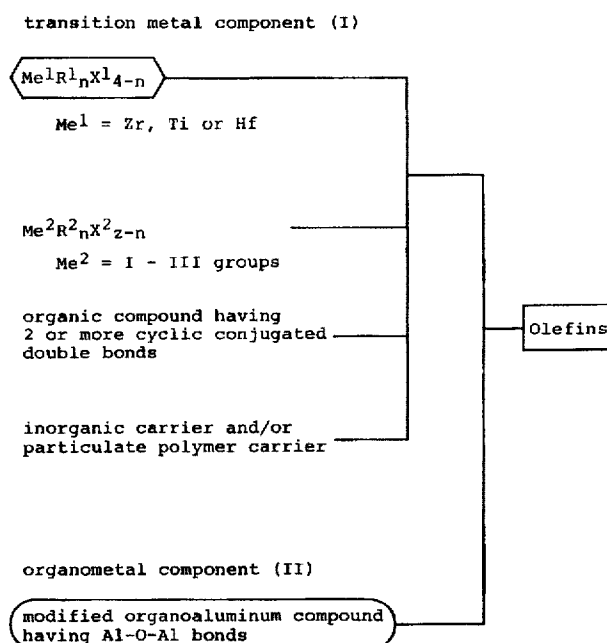 transition metal component (I)
Me¹R¹ₙX¹₄₋ₙ
Me¹ = Zr, Ti or Hf
Me²R²ₙX²z₋ₙ
Me² = I - III groups
organic compound having
2 or more cyclic conjugated
double bonds
Olefins
inorganic carrier and/or
particulate polymer carrier
organometal component (II)
modified organoaluminum compound
having Al-O-Al bonds